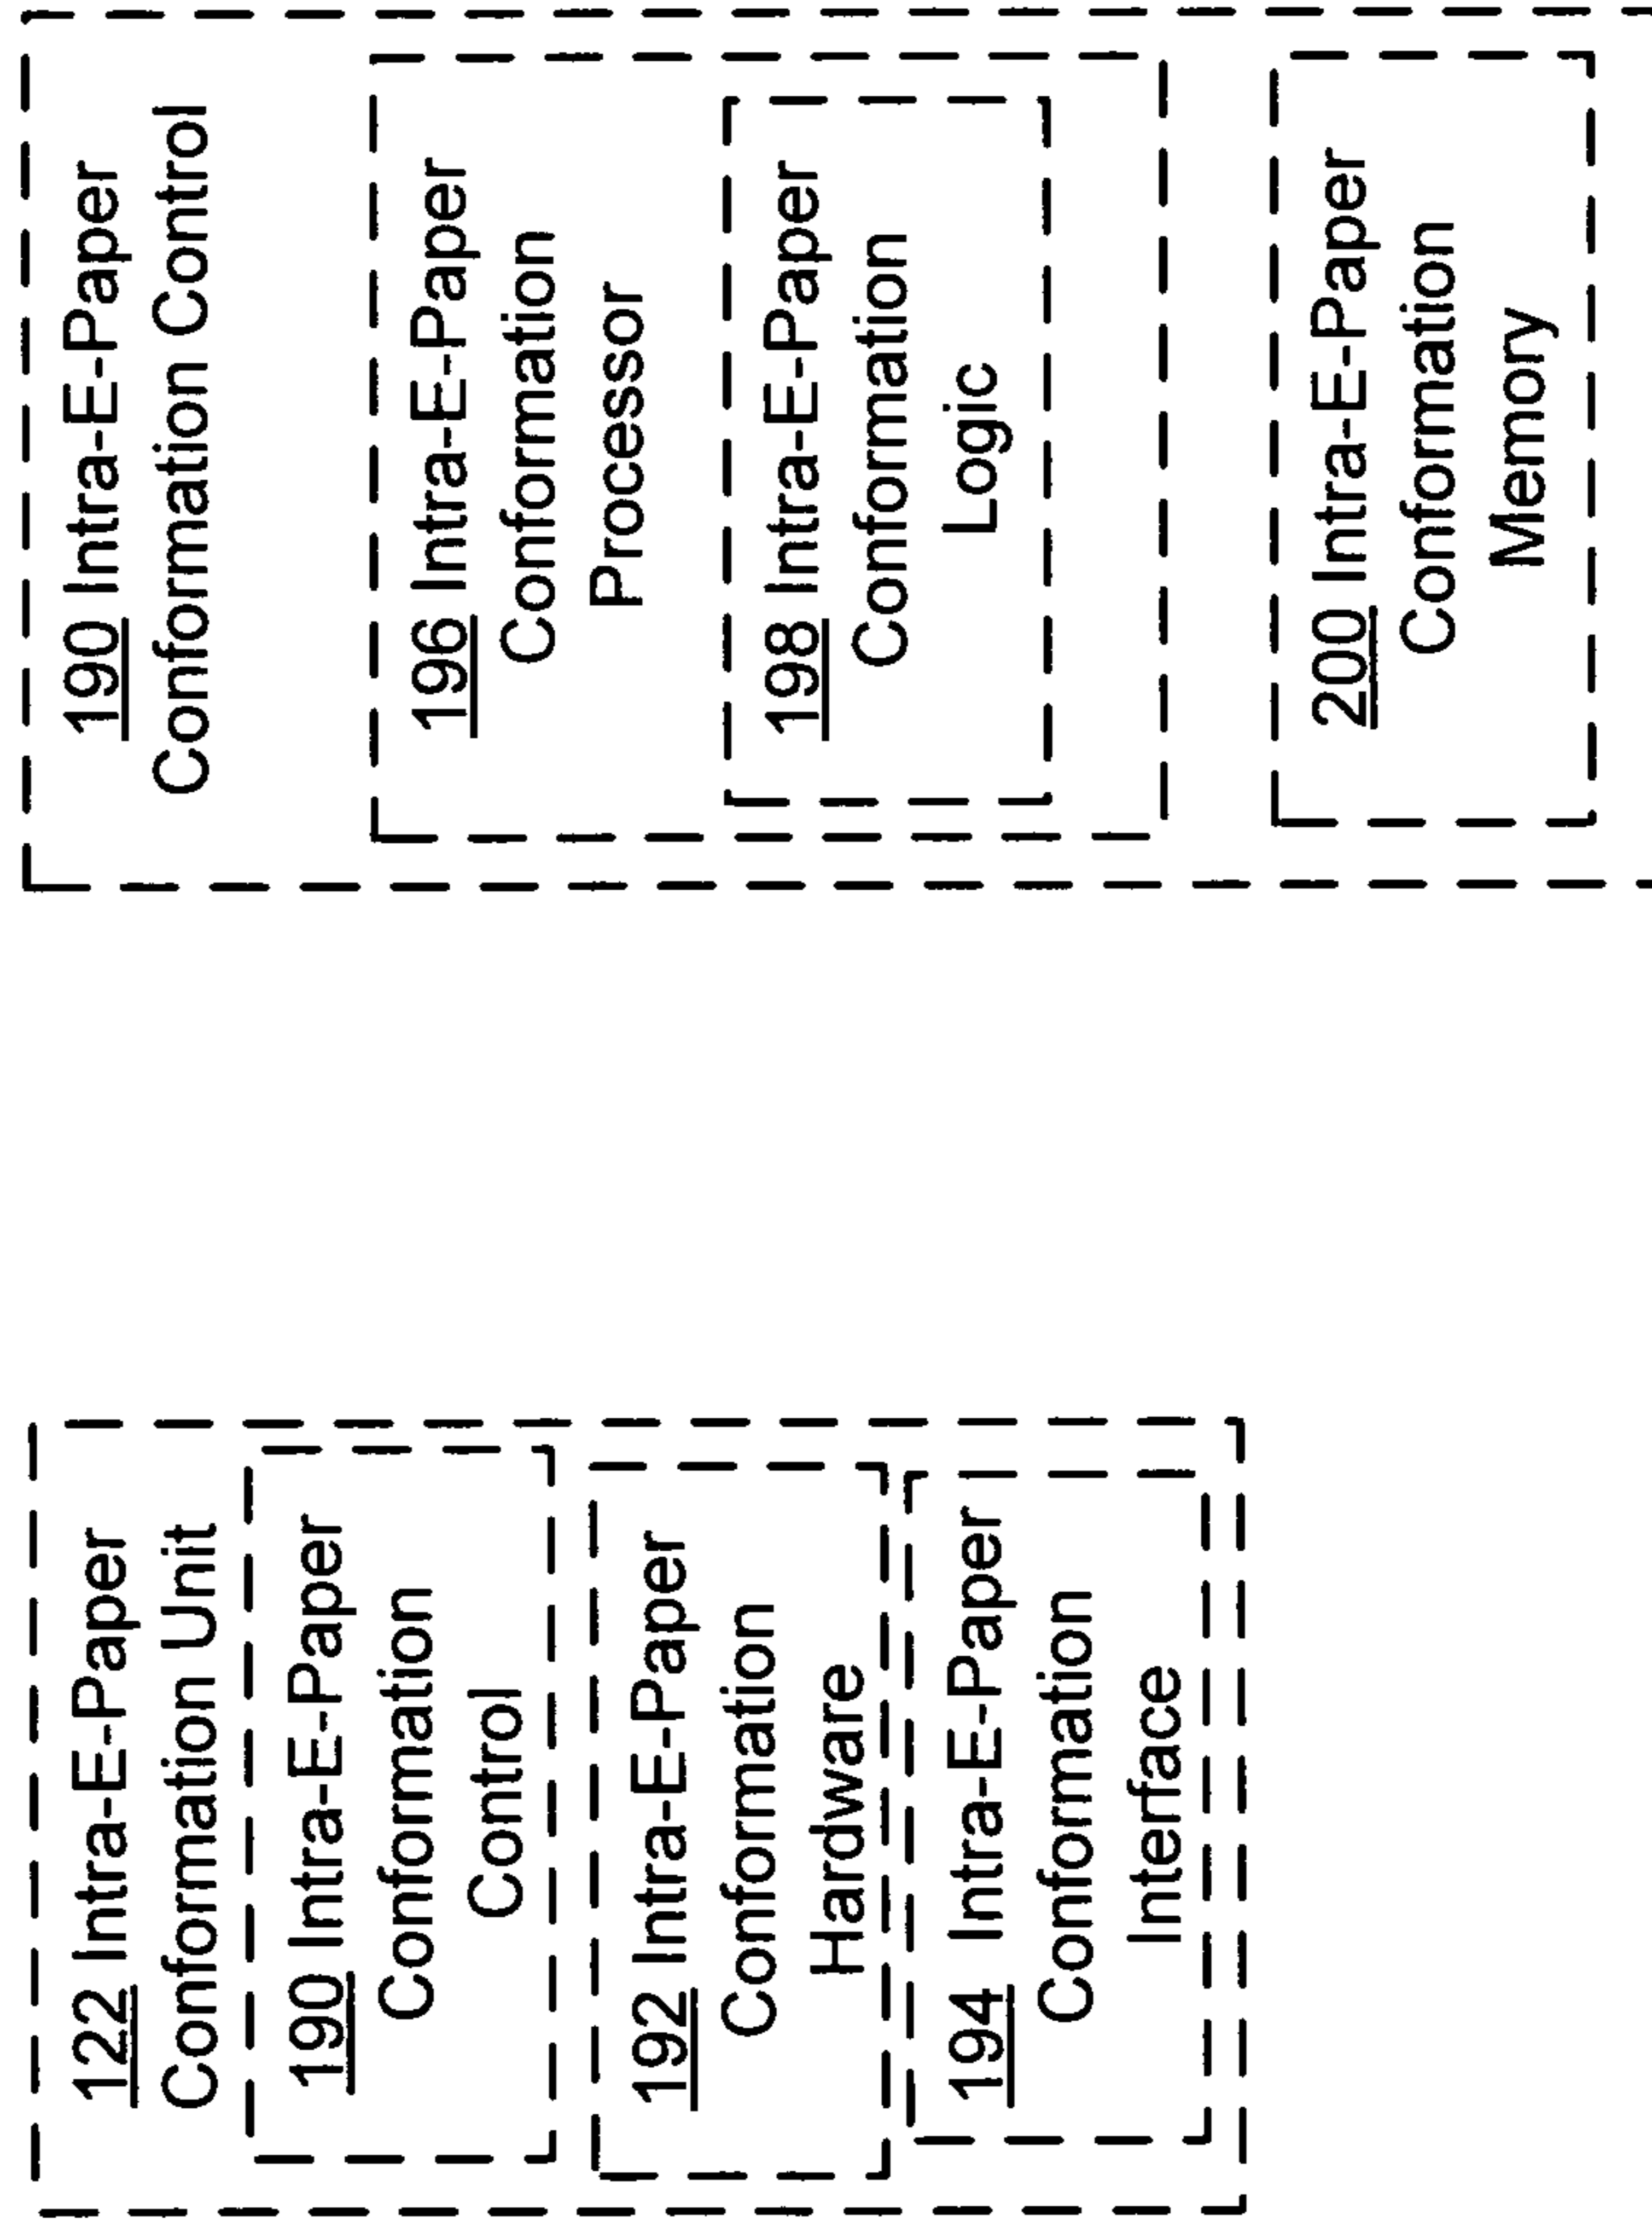 122 Intra-E-Paper
Conformation Unit
190 Intra-E-Paper
Conformation
Control
192 Intra-E-Paper
Conformation
Hardware
194 Intra-E-Paper
Conformation
Interface
190 Intra-E-Paper
Conformation Control
196 Intra-E-Paper
Conformation
Processor
198 Intra-E-Paper
Conformation
Logic
200 Intra-E-Paper
Conformation
Memory